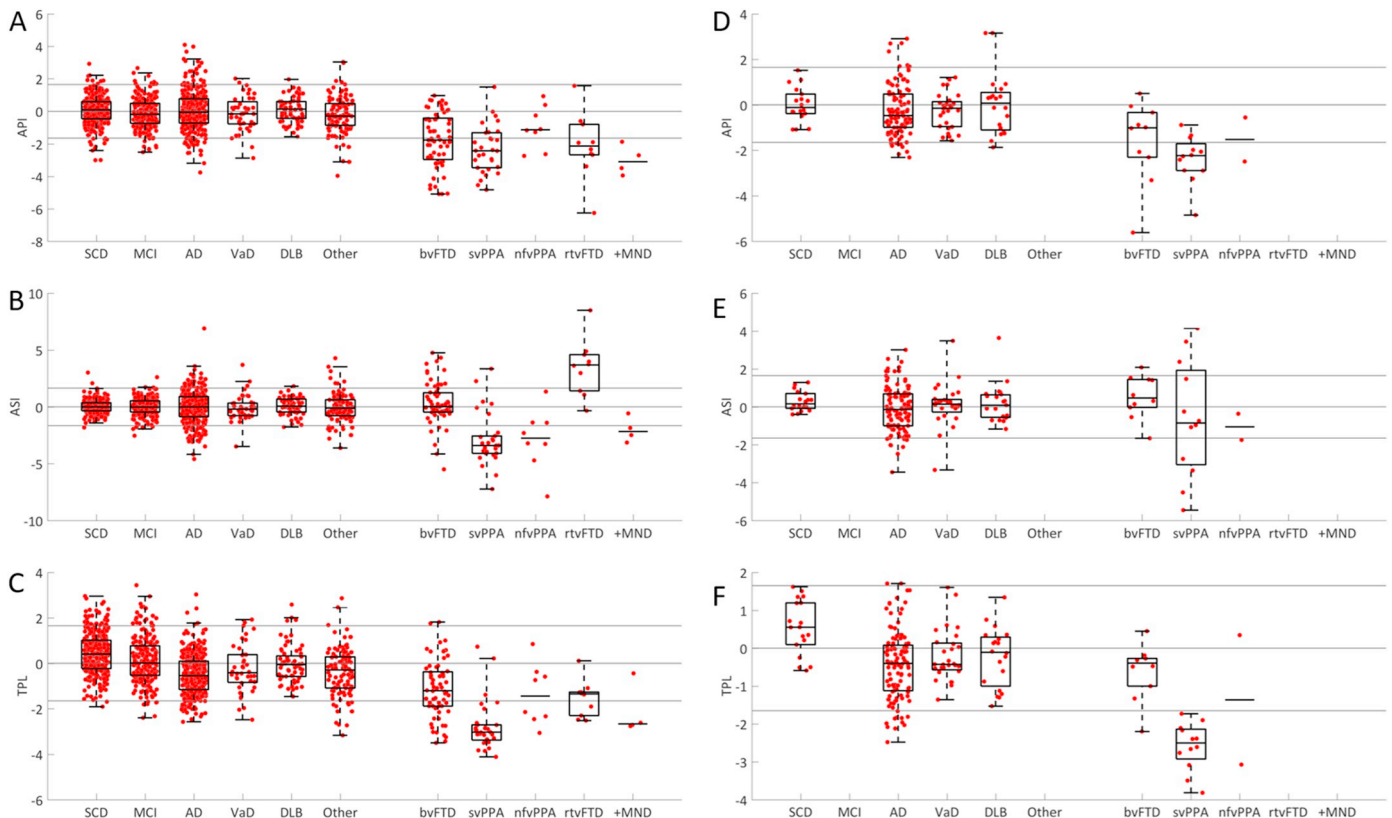 A
6
4
2
0
-2
-4
-6
-8
API
SCD MCI AD VaD DLB Other bvFTD svPPA nfvPPA rtvFTD +MND
B
10
5
0
-5
-10
ASI
SCD MCI AD VaD DLB Other bvFTD svPPA nfvPPA rtvFTD +MND
C
4
2
0
-2
-4
-6
TPL
SCD MCI AD VaD DLB Other bvFTD svPPA nfvPPA rtvFTD +MND
D
4
2
0
-2
-4
-6
API
SCD MCI AD VaD DLB Other bvFTD svPPA nfvPPA rtvFTD +MND
E
6
4
2
0
-2
-4
-6
ASI
SCD MCI AD VaD DLB Other bvFTD svPPA nfvPPA rtvFTD +MND
F
2
1
0
-1
-2
-3
-4
TPL
SCD MCI AD VaD DLB Other bvFTD svPPA nfvPPA rtvFTD +MND